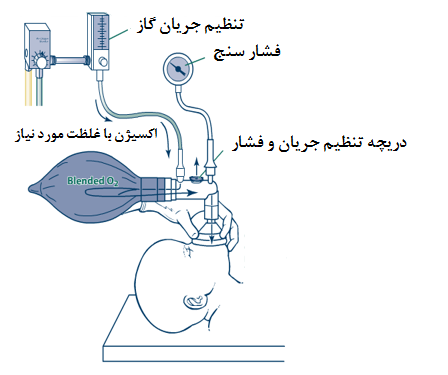 تنظیم جریان گاز
فشار سنج
اکسیژن با غلظت مورد نیاز
دریچه تنظیم جریان و فشار
Blended O₂